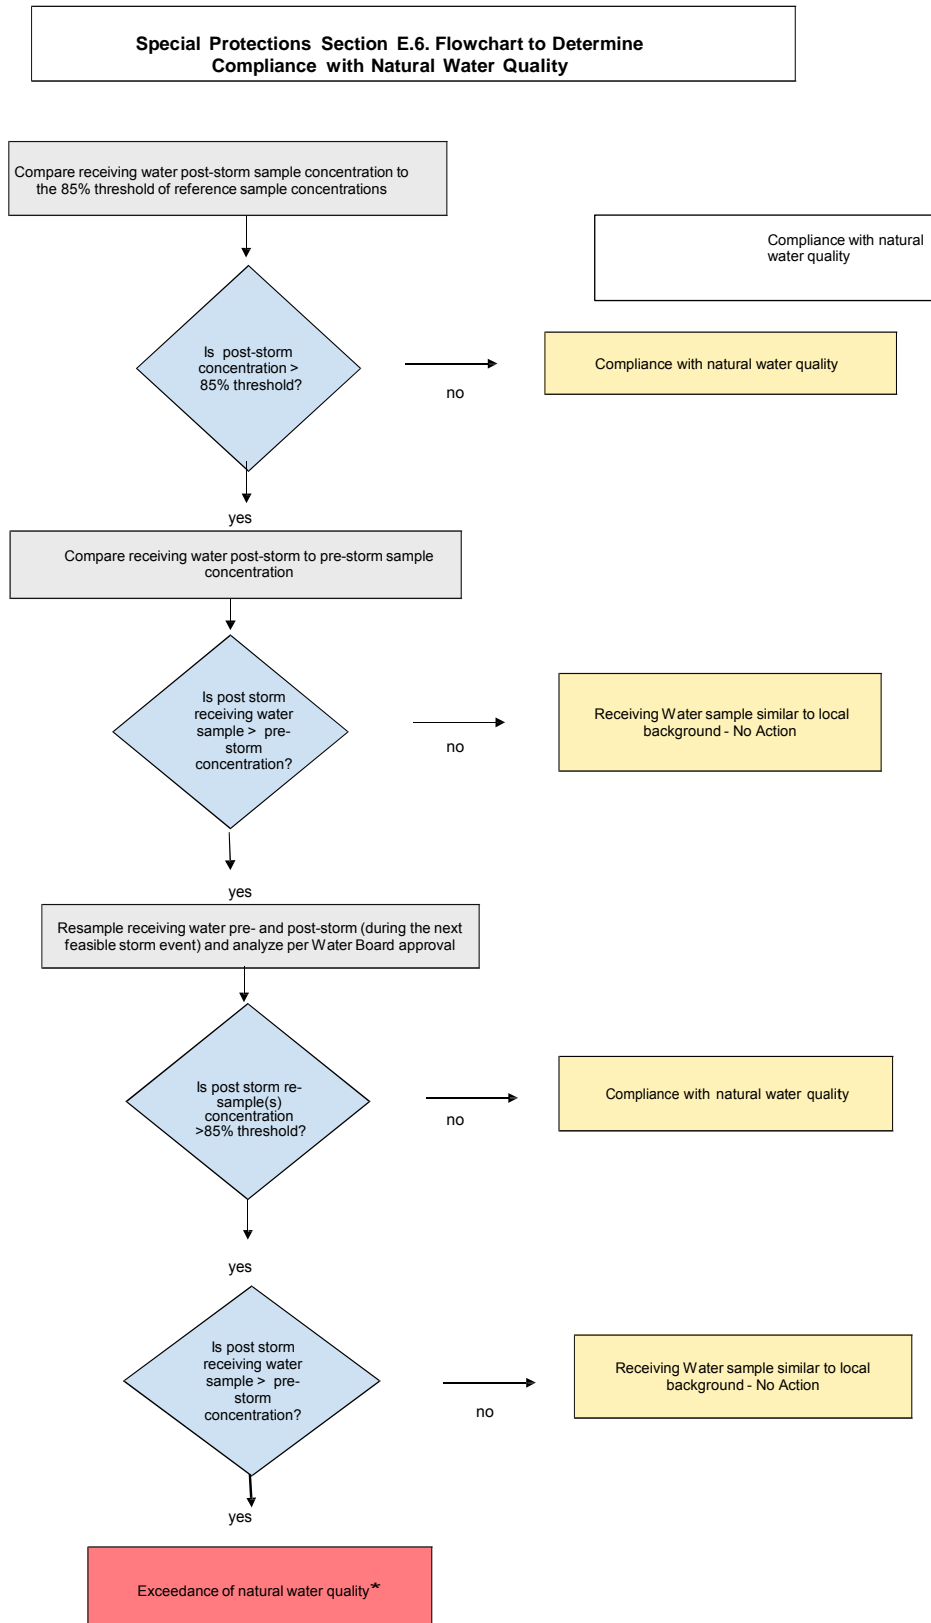 Special Protections Section E.6. Flowchart to Determine
Compliance with Natural Water Quality
Compare receiving water post-storm sample concentration to
the 85% threshold of reference sample concentrations
Compliance with natural
water quality
Is post-storm
concentration >
85% threshold?
no
Compliance with natural water quality
yes
Compare receiving water post-storm to pre-storm sample
concentration
Is post storm
receiving water
sample > pre-
storm
concentration?
no
Receiving Water sample similar to local
background - No Action
yes
Resample receiving water pre- and post-storm (during the next
feasible storm event) and analyze per Water Board approval
Is post storm re-
sample(s)
concentration
>85% threshold?
no
Compliance with natural water quality
yes
Is post storm
receiving water
sample > pre-
storm
concentration?
no
Receiving Water sample similar to local
background - No Action
yes
Exceedance of natural water quality*